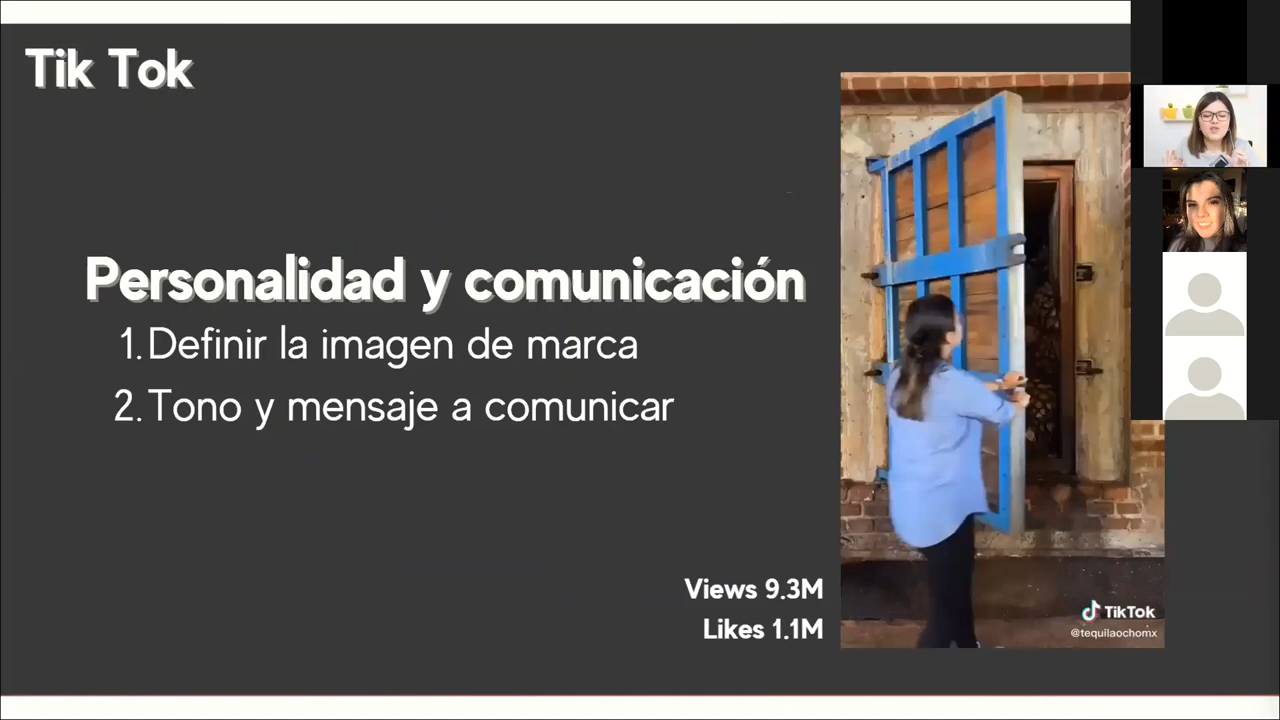 Tik Tok
Personalidad y comunicación
1. Definir la imagen de marca
2. Tono y mensaje a comunicar
Views 9.3M
Likes 1.1M
TikTok
@tequilaochomx